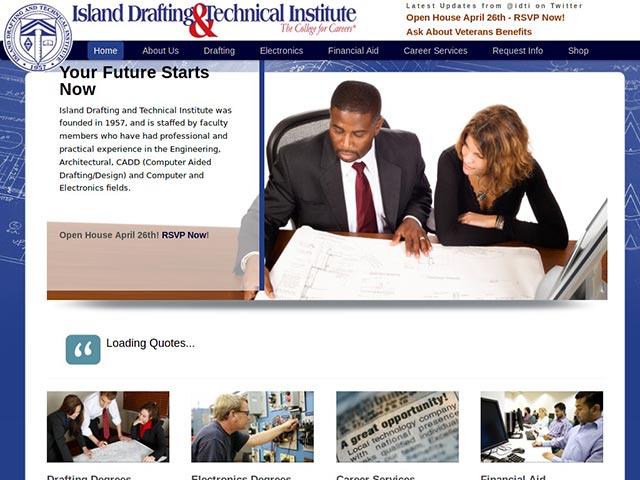 Island Drafting & Technical Institute
The College for Careers®
Latest Updates from @idti on Twitter
Open House April 26th - RSVP Now!
Ask About Veterans Benefits
ISLAND DRAFTING AND TECHNICAL INSTITUTE
1957
Home About Us Drafting Electronics Financial Aid Career Services Request Info Shop
Your Future Starts
Now
Island Drafting and Technical Institute was
founded in 1957, and is staffed by faculty
members who have had professional and
practical experience in the Engineering,
Architectural, CADD (Computer Aided
Drafting/Design) and Computer and
Electronics fields.
Open House April 26th! RSVP Now!
Loading Quotes...
A great opportunity!
Local technology company
with national presence
individual
Drafting Degrees Electronics Degrees Career Services Financial Aid